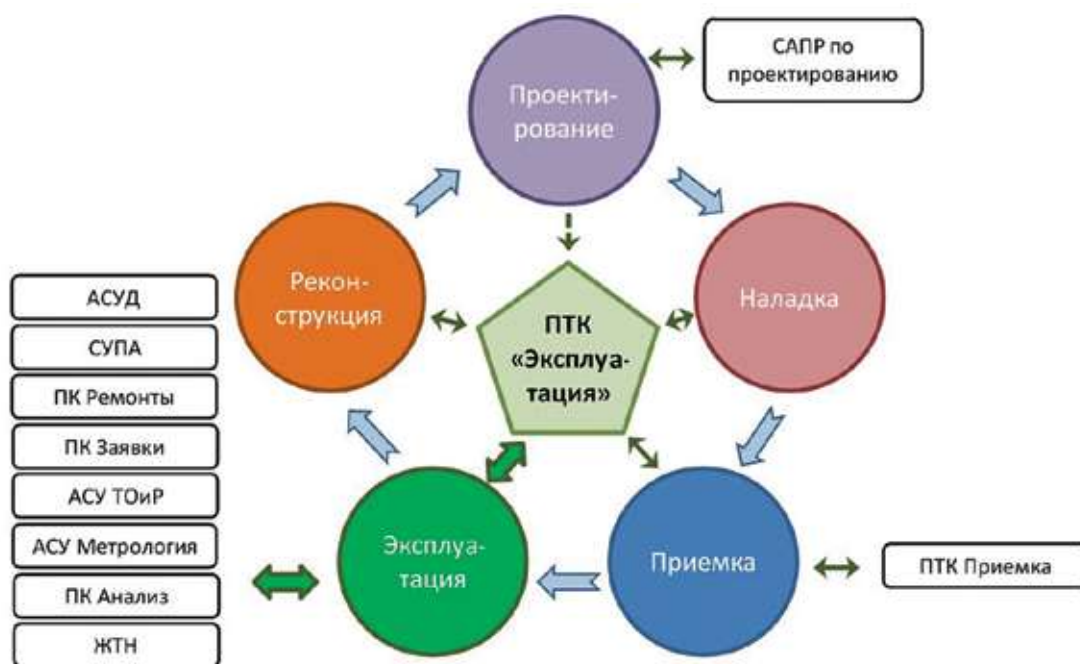 САПР по
проектированию
Проекти-
рование
Рекон-
струкция
Наладка
ПТК
«Эксплуа-
тация»
АСУД
СУПА
ПК Ремонты
ПК Заявки
АСУ ТОиР
АСУ Метрология
ПК Анализ
ЖТН
Эксплуа-
тация
Приемка
ПТК Приемка